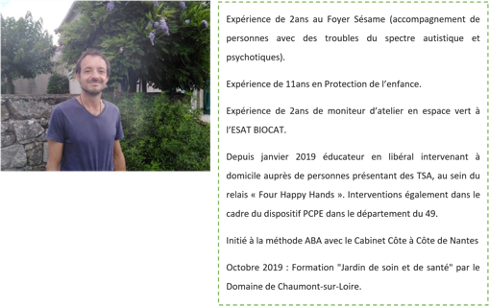 Expérience de 2ans au Foyer Sésame (accompagnement de
personnes avec des troubles du spectre autistique et
psychotiques).
Expérience de 11ans en Protection de l’enfance.
Expérience de 2ans de moniteur d’atelier en espace vert à
l’ESAT BIOCAT.
Depuis janvier 2019 éducateur en libéral intervenant à
domicile auprès de personnes présentant des TSA, au sein du
relais « Four Happy Hands ». Interventions également dans le
cadre du dispositif PCPE dans le département du 49.
Initié à la méthode ABA avec le Cabinet Côte à Côte de Nantes
Octobre 2019 : Formation "Jardin de soin et de santé" par le
Domaine de Chaumont-sur-Loire.